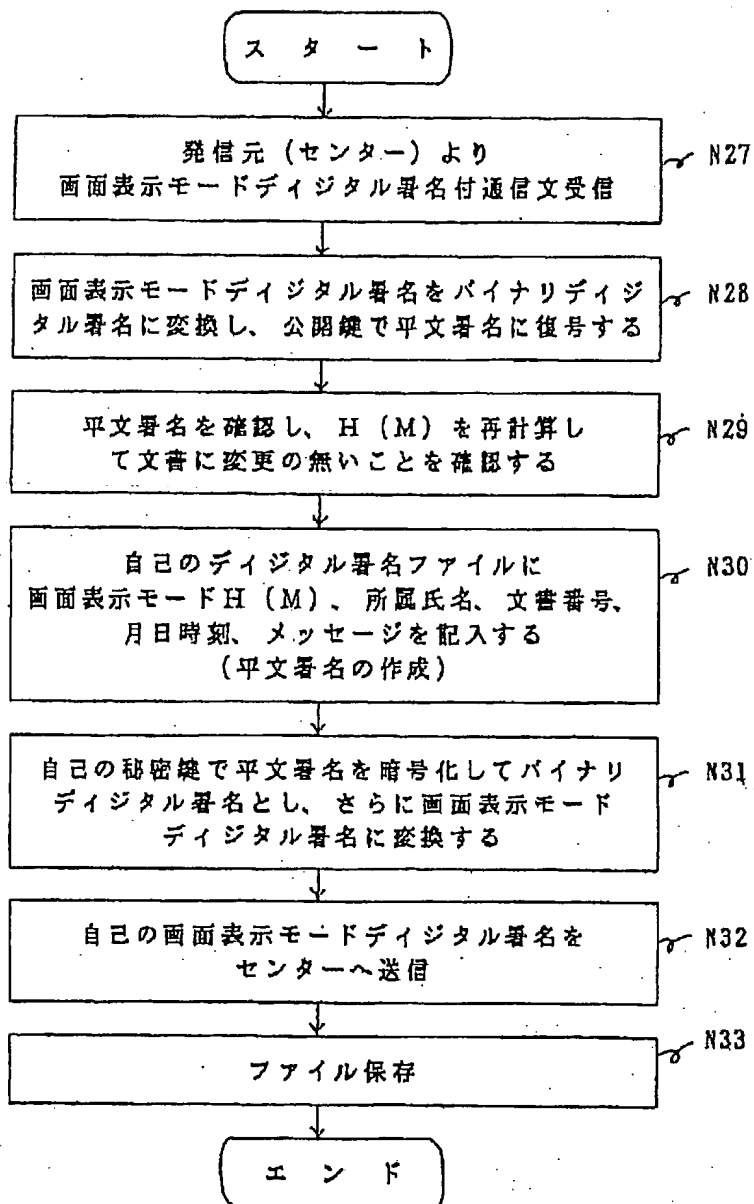 スタート
発信元（センター）より
画面表示モードディジタル署名付通信文受信
N27
画面表示モードディジタル署名をバイナリディジ
タル署名に変換し、公開鍵で平文署名に復号する
N28
平文署名を確認し、H（M）を再計算し
て文書に変更の無いことを確認する
N29
自己のディジタル署名ファイルに
画面表示モードH（M）、所属氏名、文書番号、
月日時刻、メッセージを記入する
（平文署名の作成）
N30
自己の秘密鍵で平文署名を暗号化してバイナリ
ディジタル署名とし、さらに画面表示モード
ディジタル署名に変換する
N31
自己の画面表示モードディジタル署名を
センターへ送信
N32
ファイル保存
N33
エンド